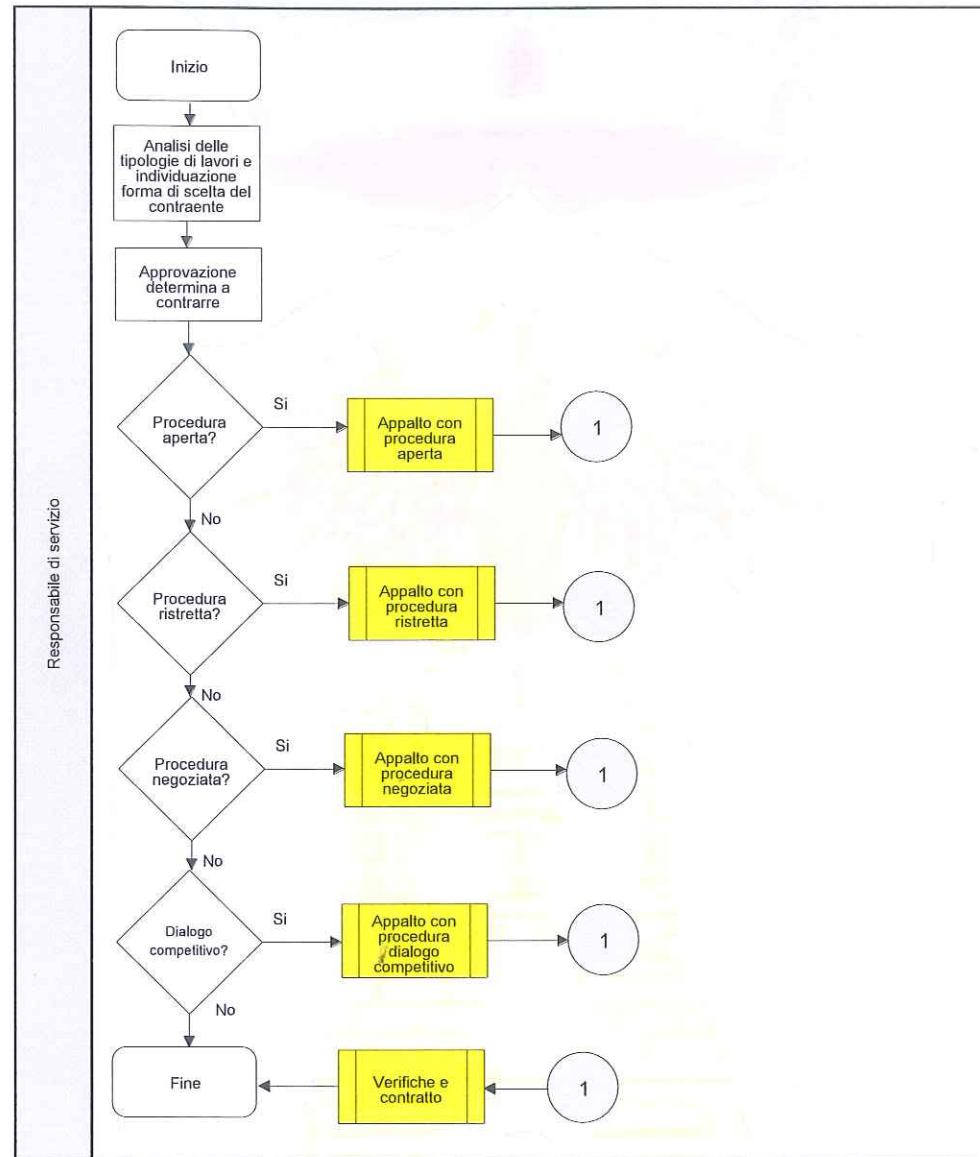 Responsabile di servizio
Inizio
Analisi delle
tipologie di lavori e
individuazione
forma di scelta del
contraente
Approvazione
determina a
contrarre
Procedura
aperta?
Si
Appalto con
procedura
aperta
1
No
Procedura
ristretta?
Si
Appalto con
procedura
ristretta
1
No
Procedura
negoziata?
Si
Appalto con
procedura
negoziata
1
No
Dialogo
competitivo?
Si
Appalto con
procedura
dialogo
competitivo
1
No
Fine
Verifiche e
contratto
1